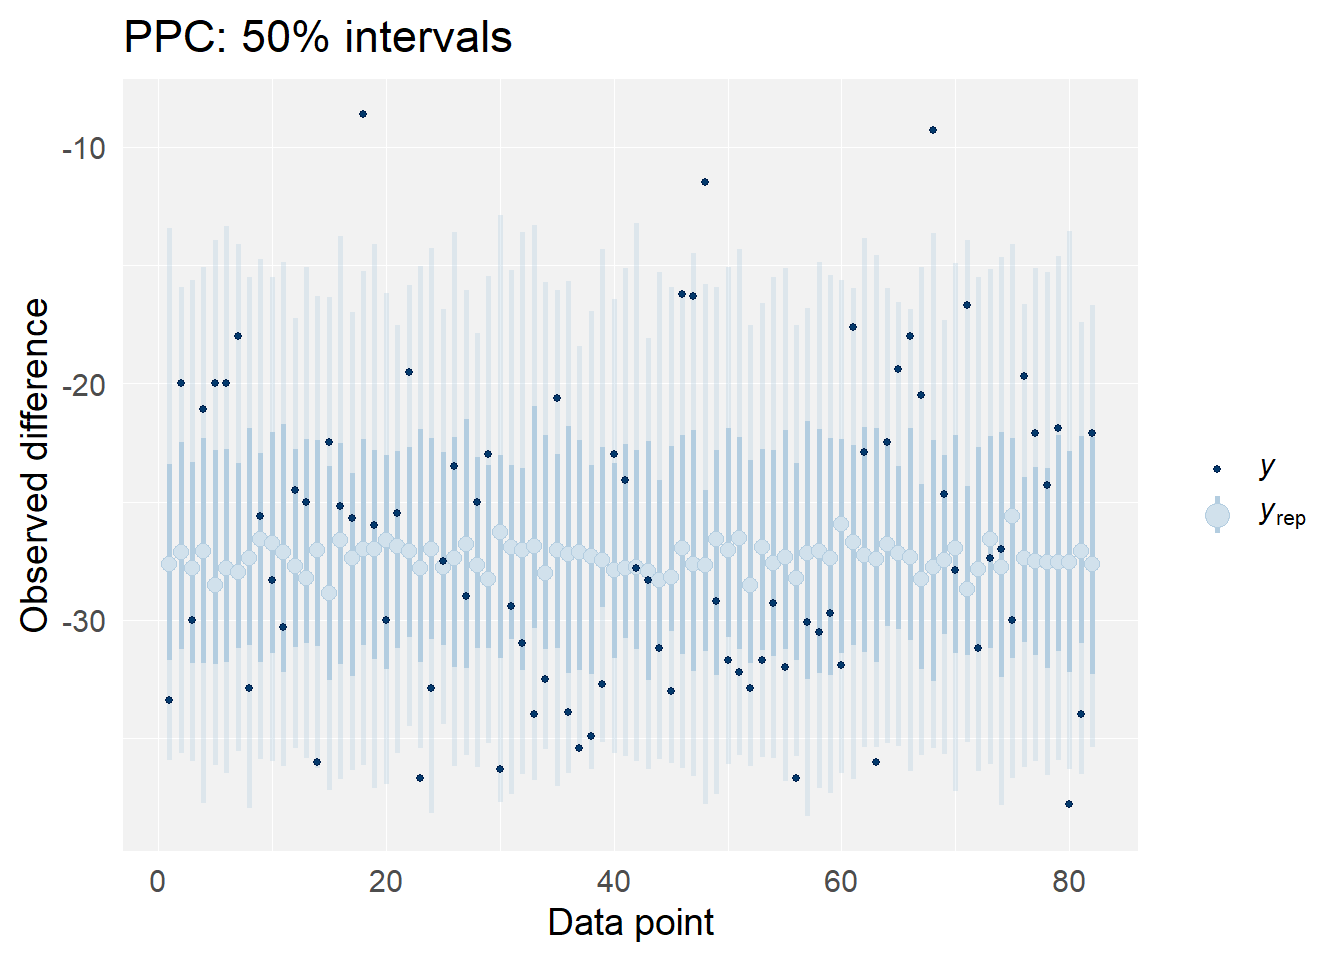 PPC: 50% intervals
Observed difference
-10
-20
-30
0 20 40 60 80
Data point
y
yrep